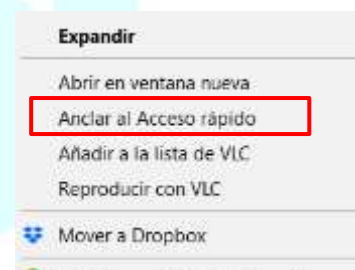 Expandir
Abrir en ventana nueva
Anclar al Acceso rápido
Añadir a la lista de VLC
Reproducir con VLC
Mover a Dropbox